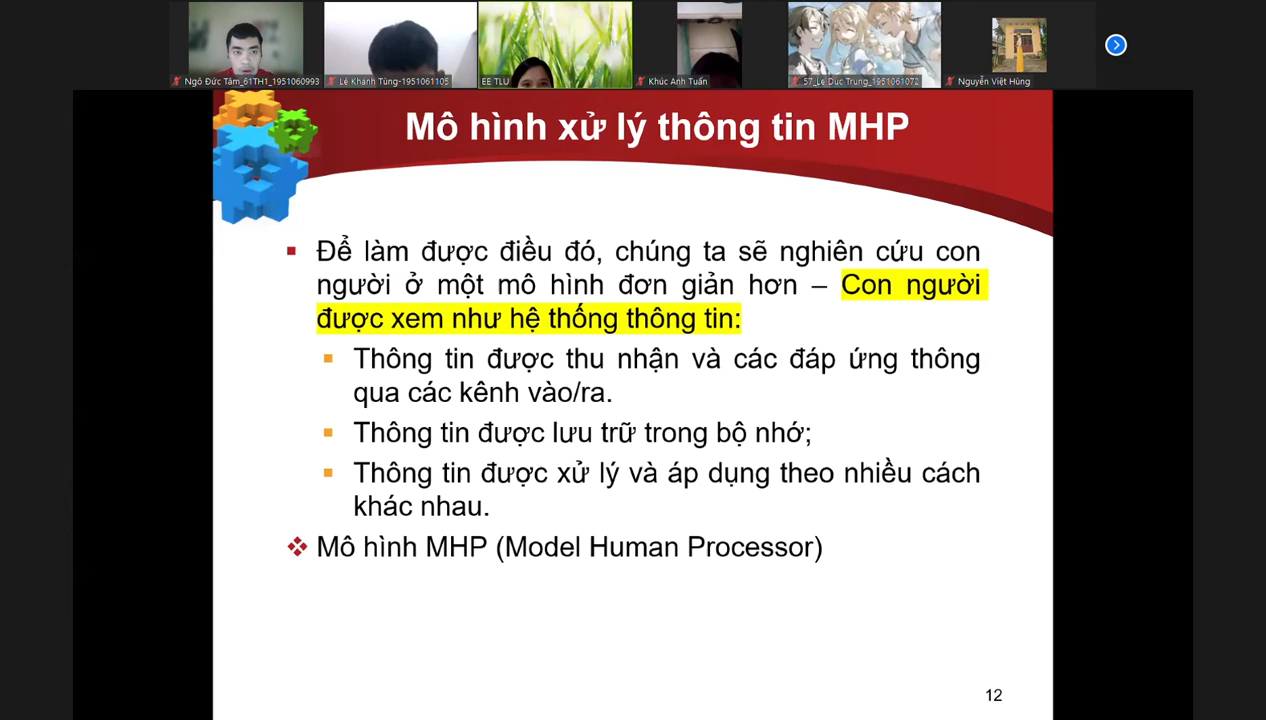 Ngô Đức Tâm_61TH1_1951060993
Lê Khánh Tùng-1951061105
EE TLU
Khúc Anh Tuấn
57_Le Duc Trung_1951061072
Nguyễn Việt Hùng
Mô hình xử lý thông tin MHP
Để làm được điều đó, chúng ta sẽ nghiên cứu con
người ở một mô hình đơn giản hơn – Con người
được xem như hệ thống thông tin:
Thông tin được thu nhận và các đáp ứng thông
qua các kênh vào/ra.
Thông tin được lưu trữ trong bộ nhớ;
Thông tin được xử lý và áp dụng theo nhiều cách
khác nhau.
Mô hình MHP (Model Human Processor)
12